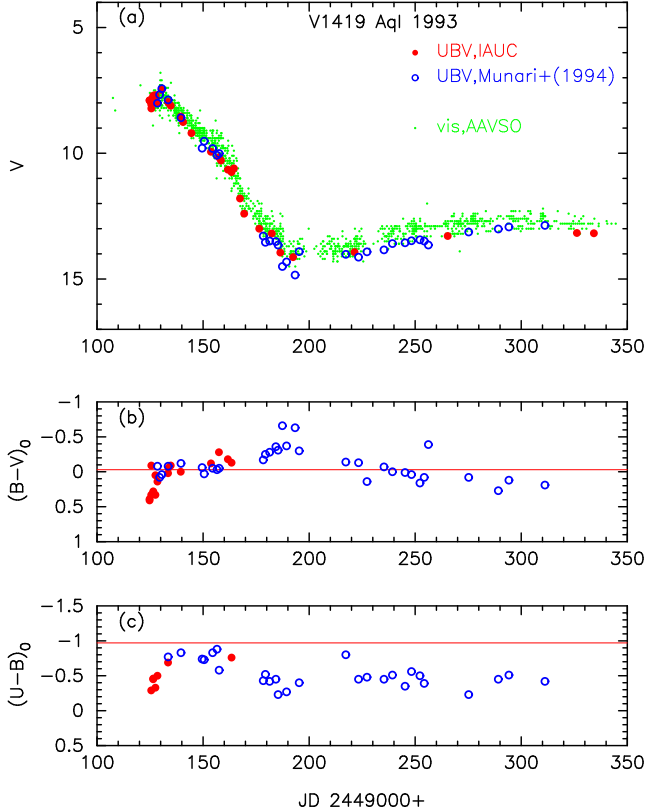 (a) V1419 Aql 1993
UBV,IAUC
UBV,Munari+(1994)
vis,AAVSO
V
5
10
15
100 150 200 250 300 350
(b)
(B−V)0
−1
−0.5
0
0.5
1
100 150 200 250 300 350
(c)
(U−B)0
−1.5
−1
−0.5
0
0.5
100 150 200 250 300 350
JD 2449000+